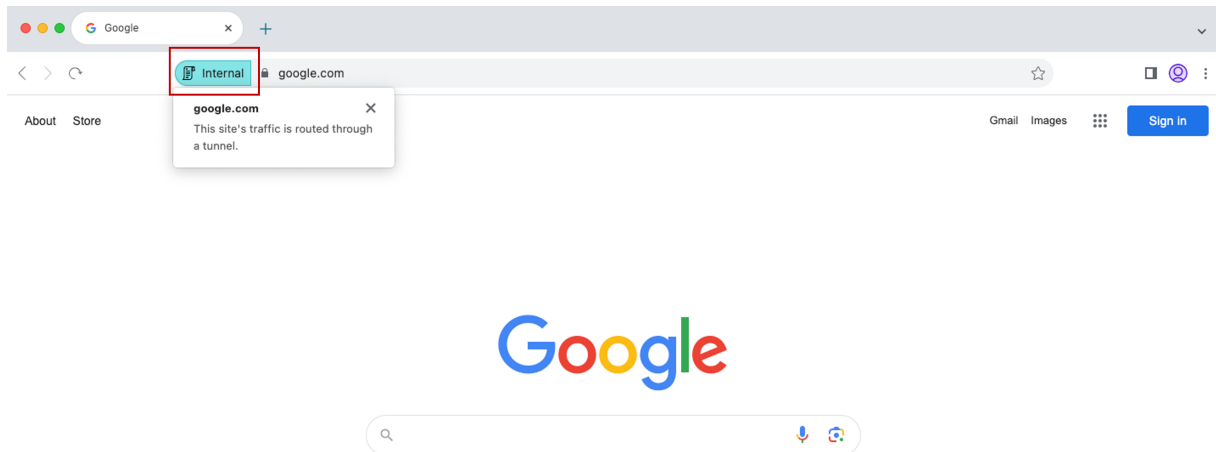 Google
Internal
google.com
google.com
This site's traffic is routed through
a tunnel.
About Store
Gmail Images
Sign in
Google